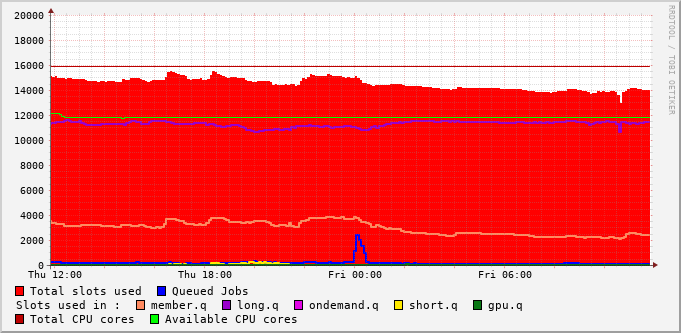 20000
18000
16000
14000
12000
10000
8000
6000
4000
2000
0
Thu 12:00 Thu 18:00 Fri 00:00 Fri 06:00
Total slots used Queued Jobs
Slots used in : member.q long.q ondemand.q short.q gpu.q
Total CPU cores Available CPU cores
RRDTOOL / TOBI OETIKER